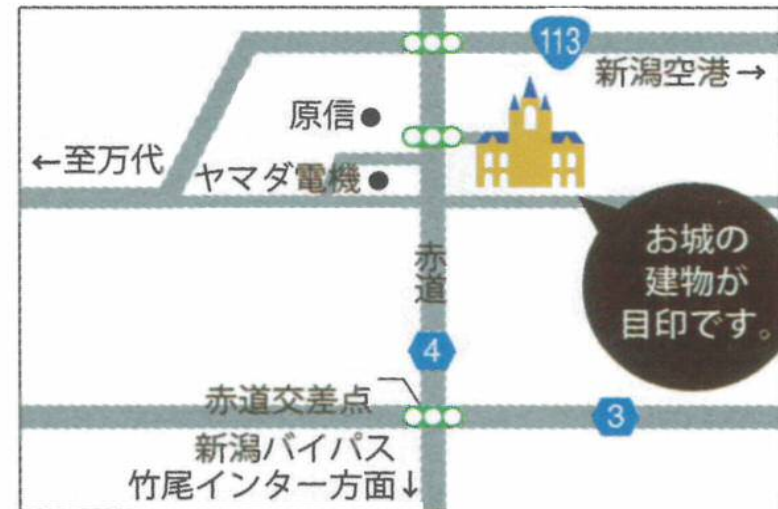 113
新潟空港→
原信●
←至万代
ヤマダ電機●
お城の
建物が
目印です。
赤道
4
赤道交差点
3
新潟バイパス
竹尾インター方面↓